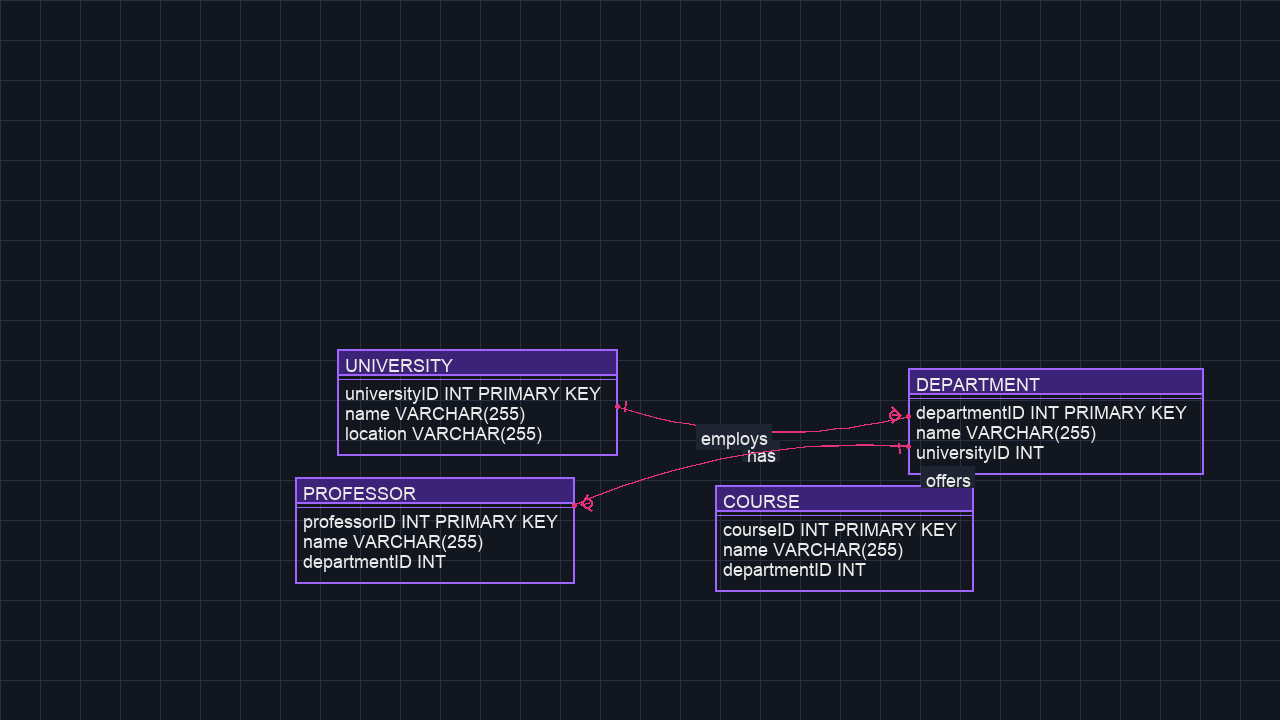 UNIVERSITY
universityID INT PRIMARY KEY
name VARCHAR(255)
location VARCHAR(255)
DEPARTMENT
departmentID INT PRIMARY KEY
name VARCHAR(255)
universityID INT
employs
has
offers
PROFESSOR
professorID INT PRIMARY KEY
name VARCHAR(255)
departmentID INT
COURSE
courseID INT PRIMARY KEY
name VARCHAR(255)
departmentID INT